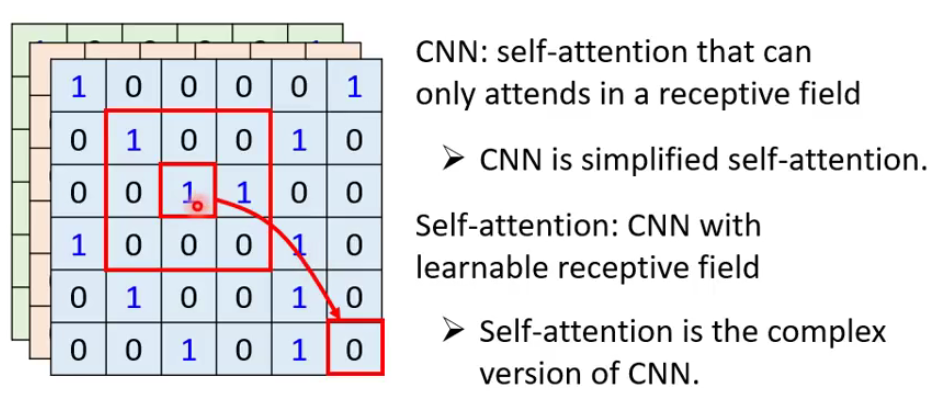 1 0 0 0 0 1
0 1 0 0 1 0
0 0 1 1 0 0
1 0 0 0 1 0
0 1 0 0 1 0
0 0 1 0 1 0
CNN: self-attention that can
only attends in a receptive field
➢ CNN is simplified self-attention.
Self-attention: CNN with
learnable receptive field
➢ Self-attention is the complex
version of CNN.